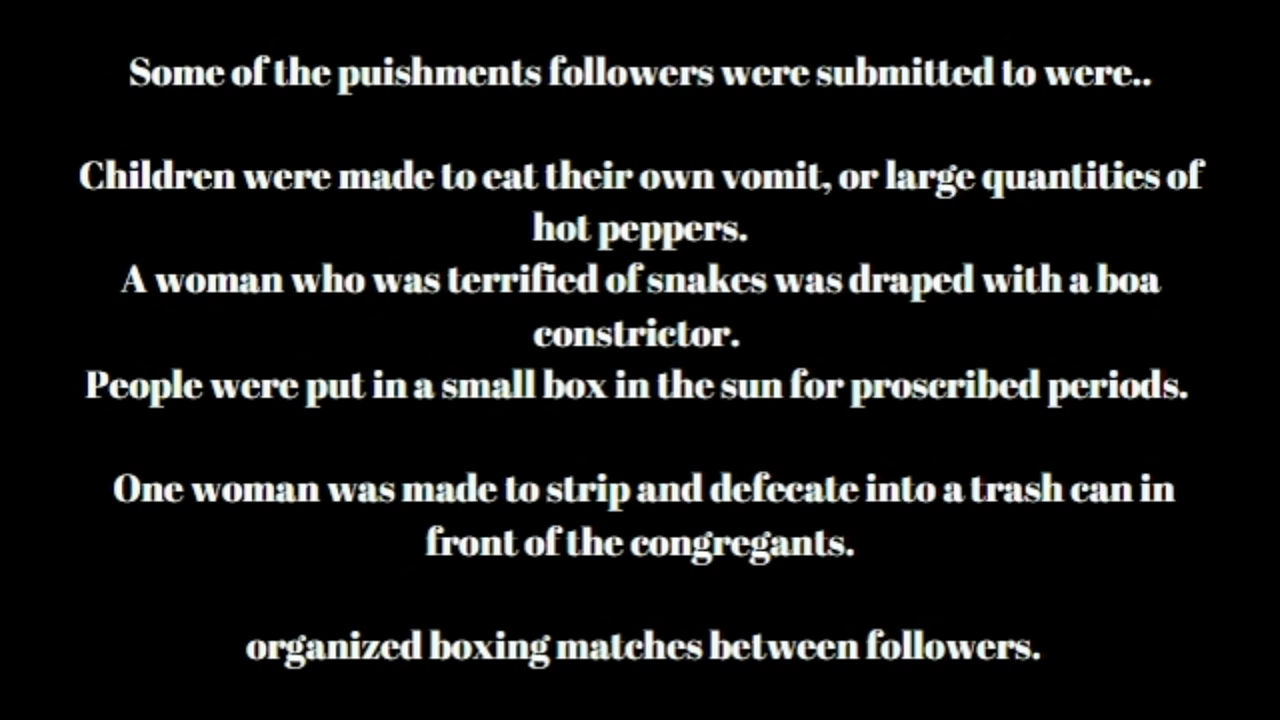 Some of the puishments followers were submitted to were..
Children were made to eat their own vomit, or large quantities of
hot peppers.
A woman who was terrified of snakes was draped with a boa
constrictor.
People were put in a small box in the sun for proscribed periods.
One woman was made to strip and defecate into a trash can in
front of the congregants.
organized boxing matches between followers.